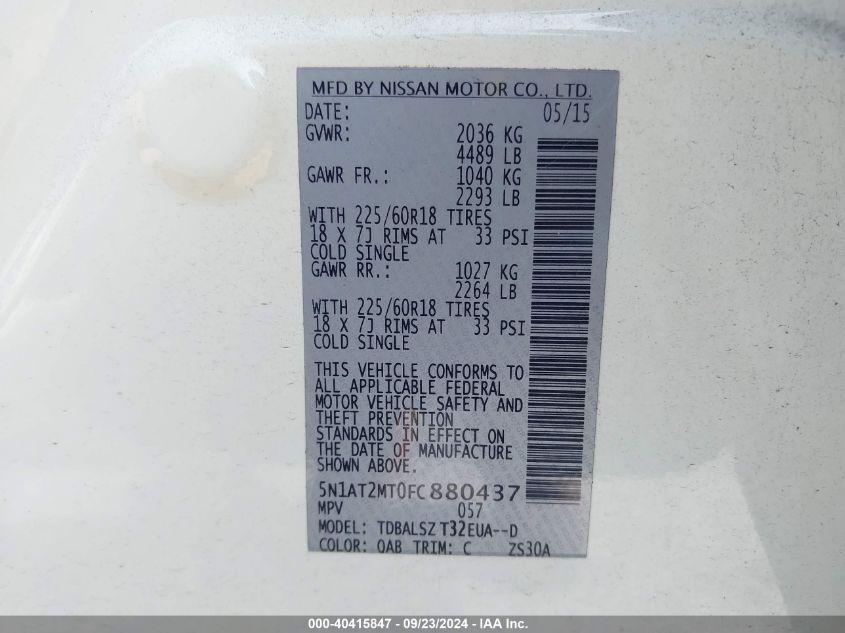 MFD BY NISSAN MOTOR CO., LTD.
DATE: 05/15
GVWR: 2036 KG
4489 LB
GAWR FR.: 1040 KG
2293 LB
WITH 225/60R18 TIRES
18 X 7J RIMS AT 33 PSI
COLD SINGLE
GAWR RR.: 1027 KG
2264 LB
WITH 225/60R18 TIRES
18 X 7J RIMS AT 33 PSI
COLD SINGLE
THIS VEHICLE CONFORMS TO
ALL APPLICABLE FEDERAL
MOTOR VEHICLE SAFETY AND
THEFT PREVENTION
STANDARDS IN EFFECT ON
THE DATE OF MANUFACTURE
SHOWN ABOVE.
5N1AT2MT0FC880437
MPV 057
MODEL: TDBALSZ T32EUA--D
COLOR: QAB TRIM: C ZS30A
000-40415847 - 09/23/2024 - IAA Inc.